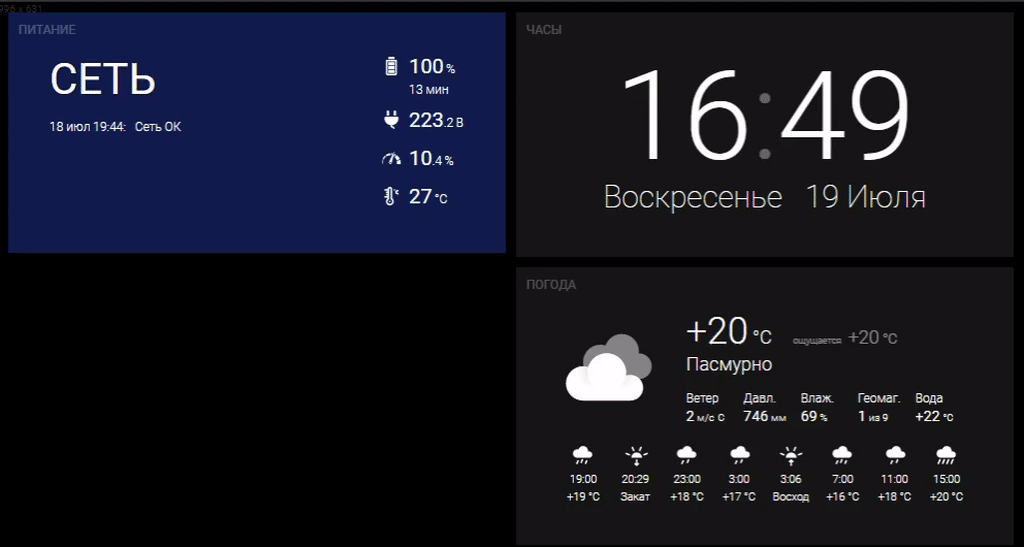 996 x 631
ПИТАНИЕ
СЕТЬ
18 июл 19:44: Сеть ОК
100 %
13 мин
223.2 В
10.4 %
27 °C
ЧАСЫ
16:49
Воскресенье 19 Июля
ПОГОДА
+20 °C ощущается +20 °C
Пасмурно
Ветер Давл. Влаж. Геомаг. Вода
2 м/с С 746 мм 69 % 1 из 9 +22 °C
19:00 20:29 23:00 3:00 3:06 7:00 11:00 15:00
+19 °C Закат +18 °C +17 °C Восход +16 °C +18 °C +20 °C